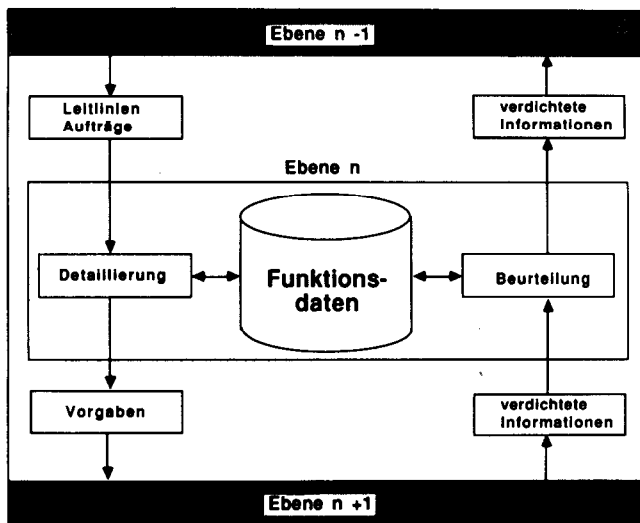 Ebene n -1
Leitlinien
Aufträge
verdichtete
Informationen
Ebene n
Detaillierung
Funktions-
daten
Beurteilung
Vorgaben
verdichtete
Informationen
Ebene n +1